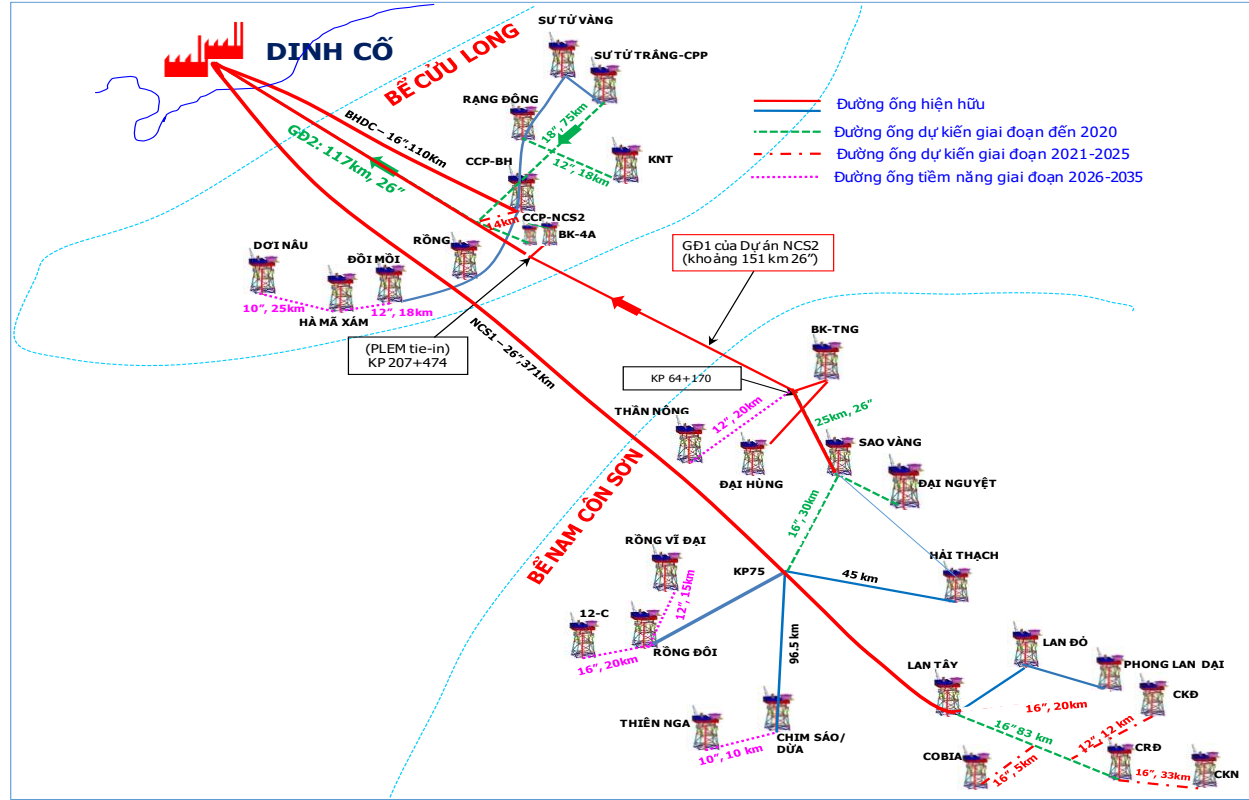 SƯ TỬ VÀNG
DINH CỐ
SƯ TỬ TRẮNG-CPP
BỂ CỬU LONG
RẠNG ĐÔNG
Đường ống hiện hữu
Đường ống dự kiến giai đoạn đến 2020
Đường ống dự kiến giai đoạn 2021-2025
Đường ống tiềm năng giai đoạn 2026-2035
BHDC – 16”.110Km
18”, 75km
KNT
12”, 18km
CCP-BH
GĐ2: 117km, 26”
14km
CCP-NCS2
BK-4A
RỒNG
DƠI NÂU
ĐỒI MỒI
GĐ1 của Dự án NCS2
(khoảng 151 km 26”)
10”, 25km
12”, 18km
HÀ MÃ XÁM
NCS1 – 26”,371Km
BK-TNG
(PLEM tie-in)
KP 207+474
KP 64+170
THẦN NÔNG
12”, 20km
25km, 26”
SAO VÀNG
ĐẠI HÙNG
ĐẠI NGUYỆT
BỂ NAM CÔN SƠN
16”, 30km
RỒNG VĨ ĐẠI
HẢI THẠCH
KP75
45 km
12”, 15km
12-C
16”, 20km
RỒNG ĐÔI
96.5 km
LAN ĐỎ
LAN TÂY
PHONG LAN DẠI
CKĐ
16”, 20km
THIÊN NGA
10”, 10 km
CHIM SÁO/
DỪA
16” 83 km
12”, 12 km
COBIA
16”, 5km
CRĐ
16”, 33km
CKN